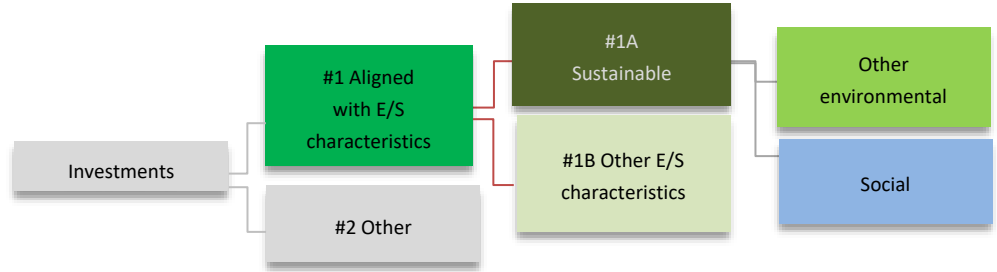 Investments
#1 Aligned
with E/S
characteristics
#2 Other
#1A
Sustainable
#1B Other E/S
characteristics
Other
environmental
Social